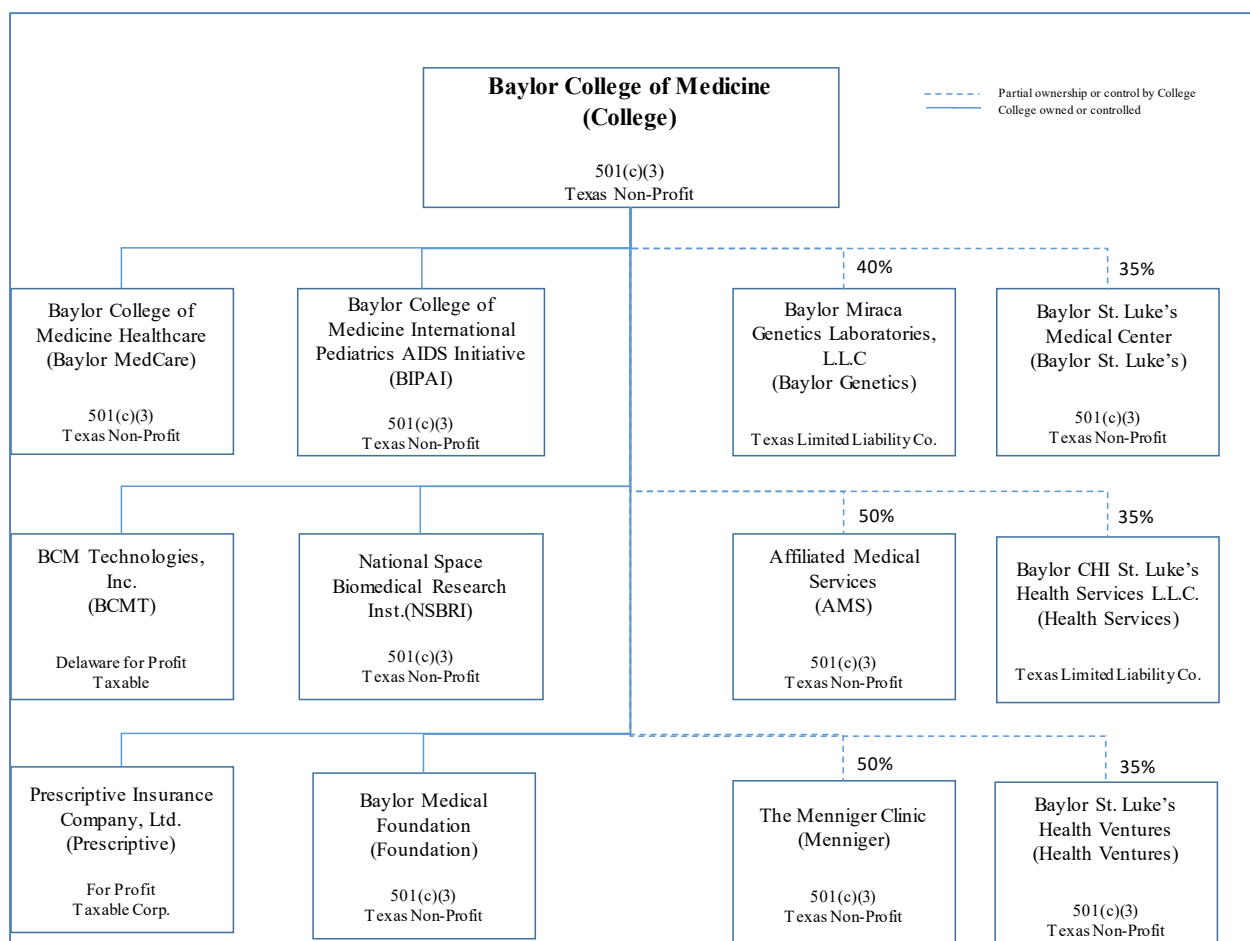 Baylor College of Medicine
(College)
501(c)(3)
Texas Non-Profit
Partial ownership or control by College
College owned or controlled
40%
35%
Baylor College of
Medicine Healthcare
(Baylor MedCare)
501(c)(3)
Texas Non-Profit
Baylor College of
Medicine International
Pediatrics AIDS Initiative
(BIPAI)
501(c)(3)
Texas Non-Profit
Baylor Miraca
Genetics Laboratories,
L.L.C
(Baylor Genetics)
Texas Limited Liability Co.
Baylor St. Luke's
Medical Center
(Baylor St. Luke's)
501(c)(3)
Texas Non-Profit
50%
35%
BCM Technologies,
Inc.
(BCMT)
Delaware for Profit
Taxable
National Space
Biomedical Research
Inst.(NSBRI)
501(c)(3)
Texas Non-Profit
Affiliated Medical
Services
(AMS)
501(c)(3)
Texas Non-Profit
Baylor CHI St. Luke's
Health Services L.L.C.
(Health Services)
Texas Limited Liability Co.
50%
35%
Prescriptive Insurance
Company, Ltd.
(Prescriptive)
For Profit
Taxable Corp.
Baylor Medical
Foundation
(Foundation)
501(c)(3)
Texas Non-Profit
The Menniger Clinic
(Menniger)
501(c)(3)
Texas Non-Profit
Baylor St. Luke's
Health Ventures
(Health Ventures)
501(c)(3)
Texas Non-Profit